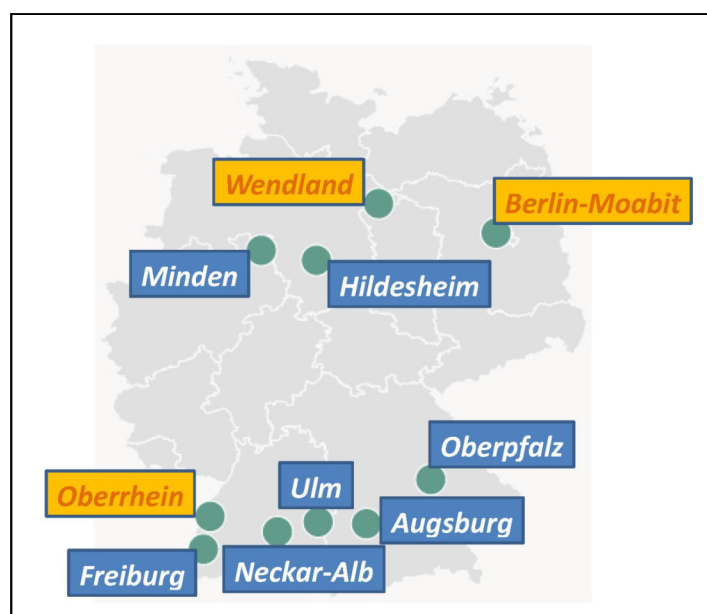 Wendland
Berlin-Moabit
Minden
Hildesheim
Oberpfalz
Ulm
Oberrhein
Augsburg
Neckar-Alb
Freiburg